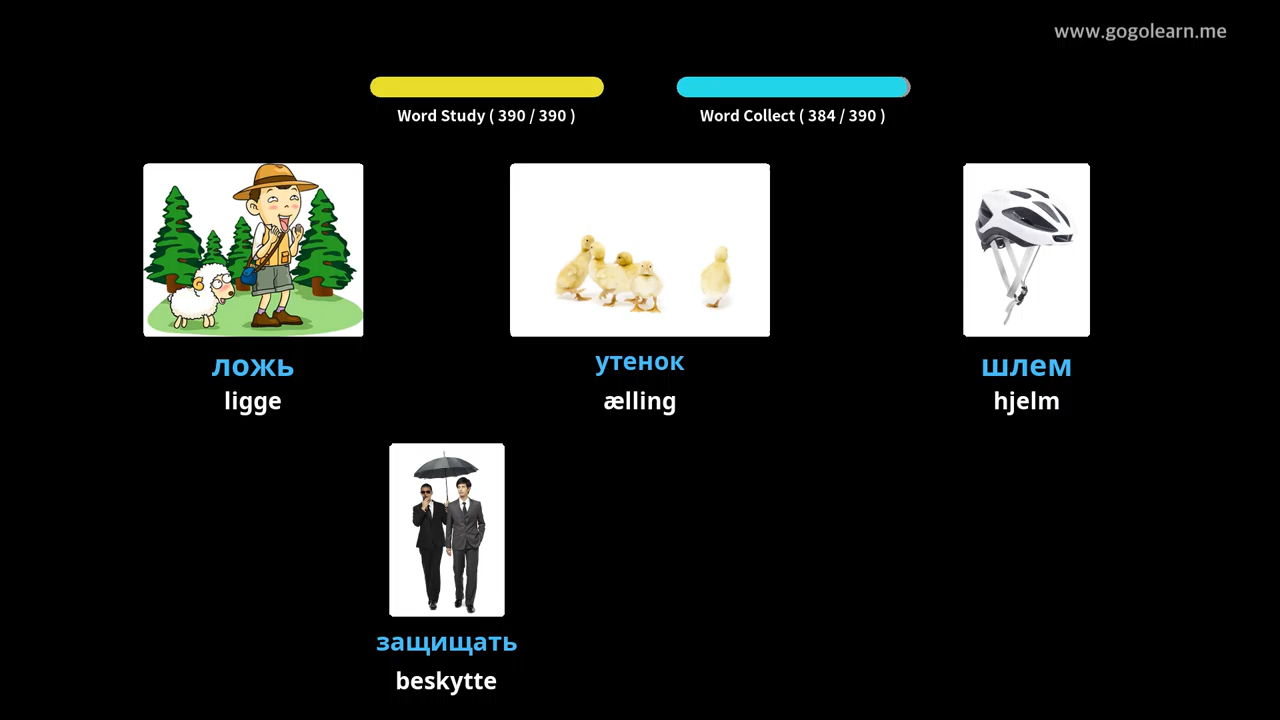 www.gogolearn.me
Word Study ( 390 / 390 )
Word Collect ( 384 / 390 )
ложь
ligge
утенок
ælling
шлем
hjelm
защищать
beskytte